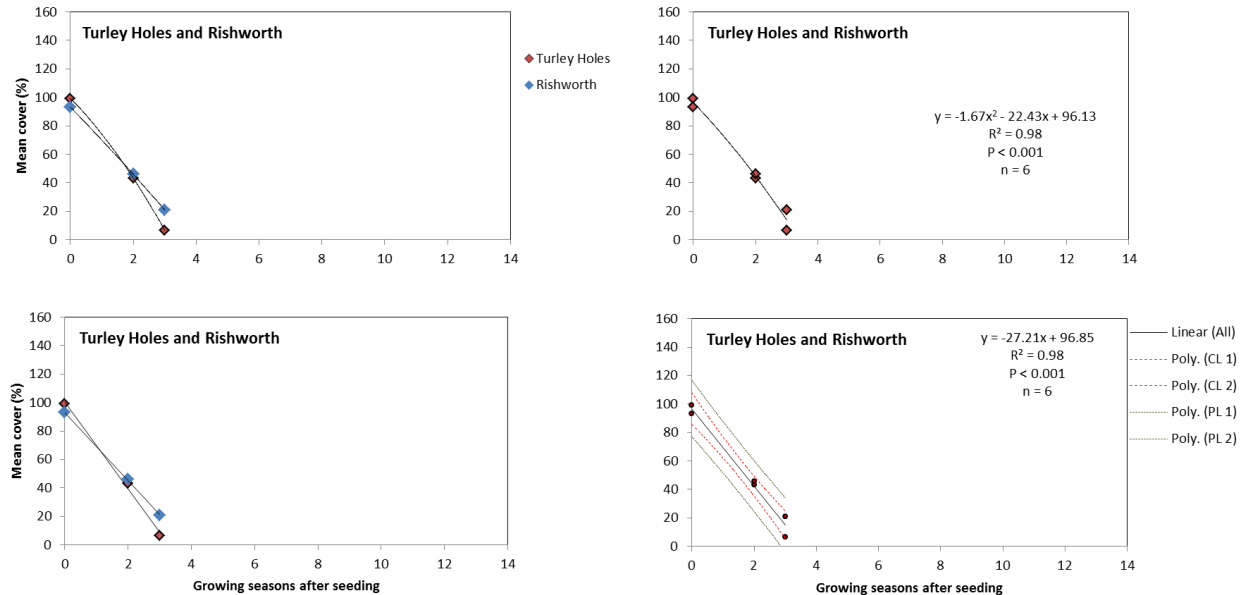 Turley Holes and Rishworth
Mean cover (%)
160
140
120
100
80
60
40
20
0
0 2 4 6 8 10 12 14
Turley Holes
Rishworth
Turley Holes and Rishworth
160
140
120
100
80
60
40
20
0
0 2 4 6 8 10 12 14
y = -1.67x² - 22.43x + 96.13
R² = 0.98
P < 0.001
n = 6
Turley Holes and Rishworth
Mean cover (%)
160
140
120
100
80
60
40
20
0
0 2 4 6 8 10 12 14
Growing seasons after seeding
Turley Holes and Rishworth
160
140
120
100
80
60
40
20
0
0 2 4 6 8 10 12 14
Growing seasons after seeding
y = -27.21x + 96.85
R² = 0.98
P < 0.001
n = 6
Linear (All)
Poly. (CL 1)
Poly. (CL 2)
Poly. (PL 1)
Poly. (PL 2)